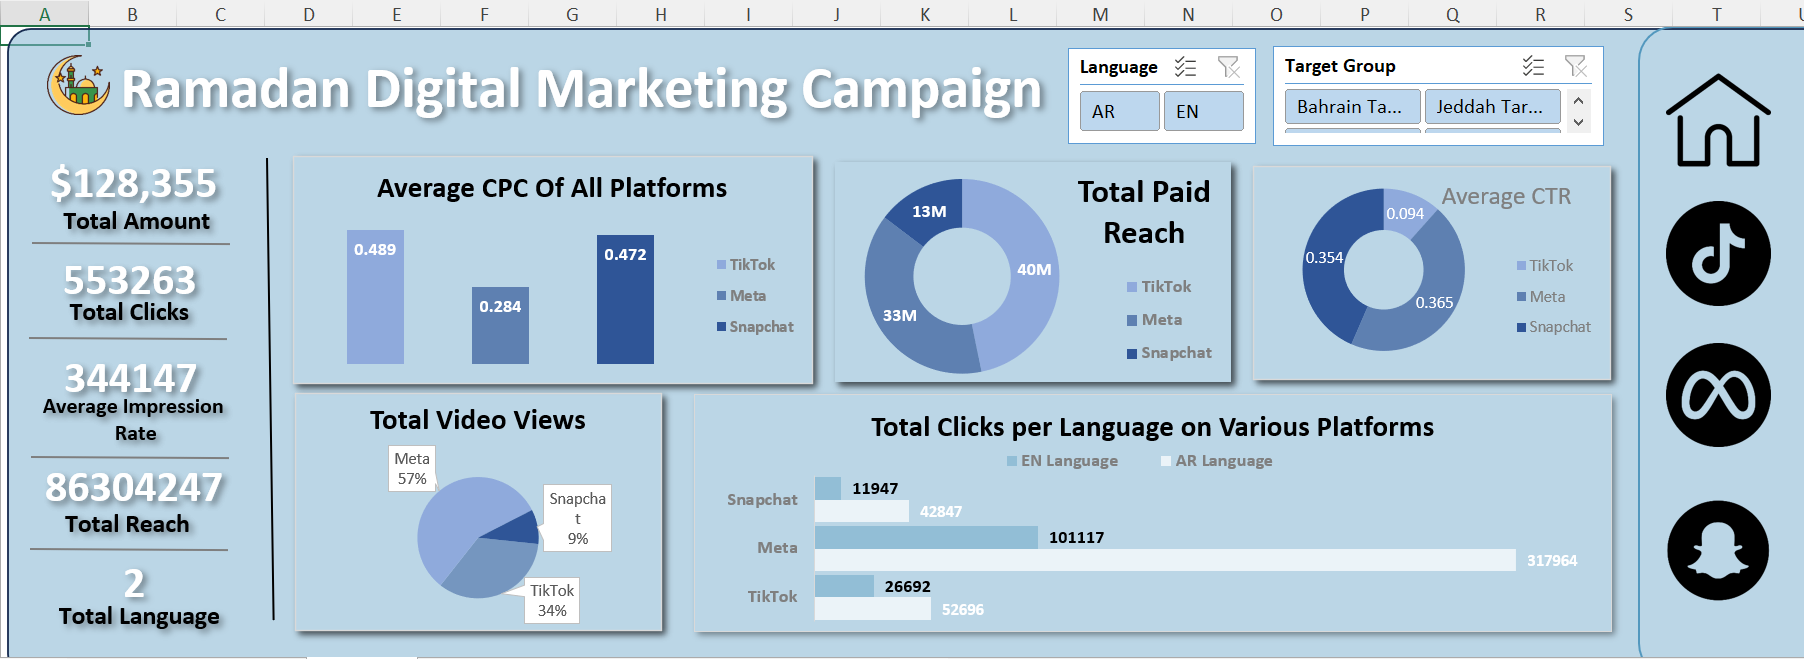 A B C D E F G H I J K L M N O P Q R S T
Ramadan Digital Marketing Campaign
Language
AR EN
Target Group
Bahrain Ta... Jeddah Tar...
$128,355
Total Amount
553263
Total Clicks
344147
Average Impression
Rate
86304247
Total Reach
2
Total Language
Average CPC Of All Platforms
0.489
0.284
0.472
TikTok
Meta
Snapchat
Total Paid
Reach
13M
40M
33M
TikTok
Meta
Snapchat
Average CTR
0.094
0.354
0.365
TikTok
Meta
Snapchat
Total Video Views
Meta
57%
Snapcha
t
9%
TikTok
34%
Total Clicks per Language on Various Platforms
EN Language AR Language
Snapchat
11947
42847
Meta
101117
317964
TikTok
26692
52696